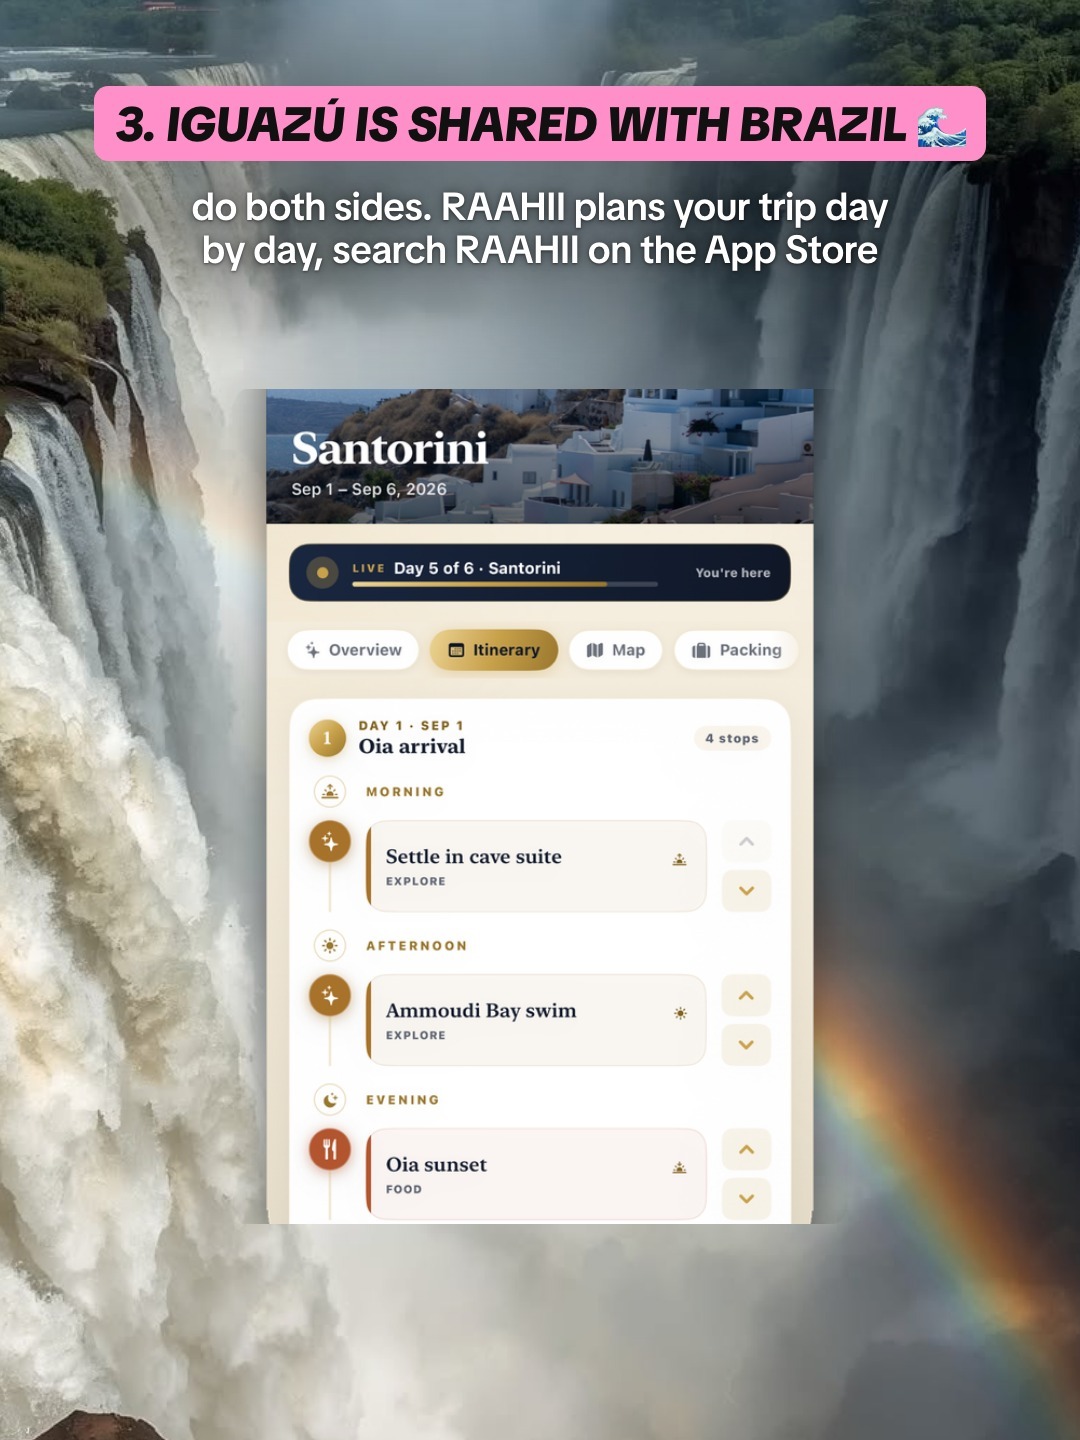 3. IGUAZÚ IS SHARED WITH BRAZIL 🌊
do both sides. RAAHII plans your trip day
by day, search RAAHII on the App Store
Santorini
Sep 1 – Sep 6, 2026
LIVE Day 5 of 6 · Santorini
You're here
Overview
Itinerary
Map
Packing
1
DAY 1 · SEP 1
Oia arrival
4 stops
MORNING
Settle in cave suite
EXPLORE
AFTERNOON
Ammoudi Bay swim
EXPLORE
EVENING
Oia sunset
FOOD